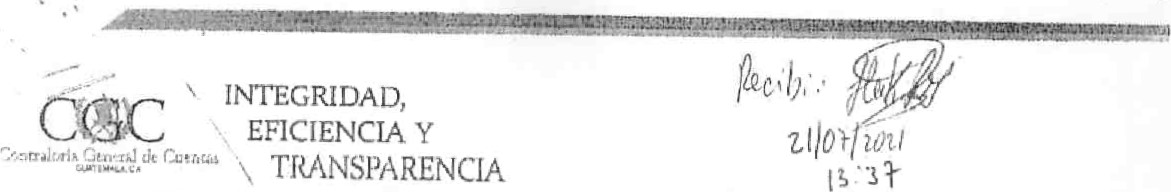 CGC
Contraloría General de Cuentas
GUATEMALA, C.A
INTEGRIDAD,
EFICIENCIA Y
TRANSPARENCIA
Recibi:
21/07/2021
13:37